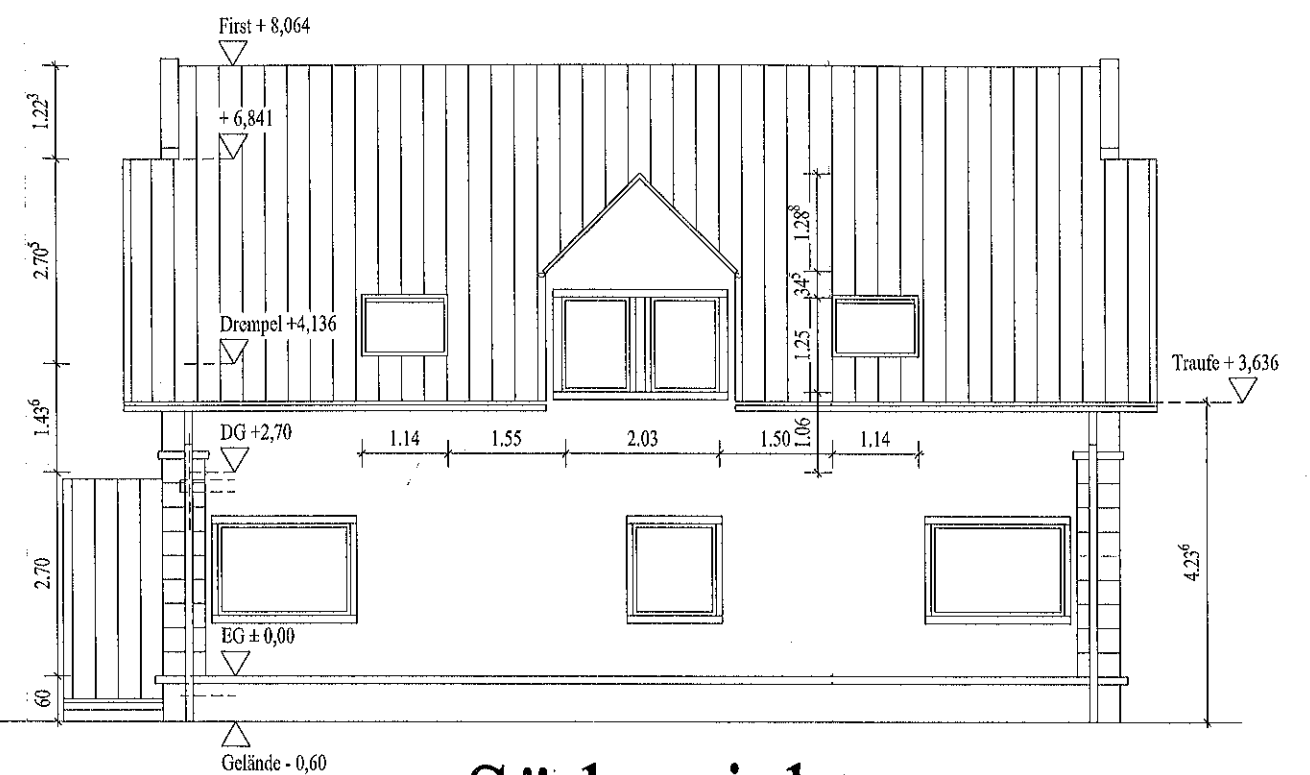 First + 8,064
1.22³
+ 6,841
2.70⁵
1.28⁸
34⁵
Drempel +4,136
1.25
Traufe + 3,636
1.43⁶
DG +2,70
1.14
1.55
2.03
1.50
1.06
1,14
2.70
4.23⁶
EG ± 0,00
60
Gelände - 0,60